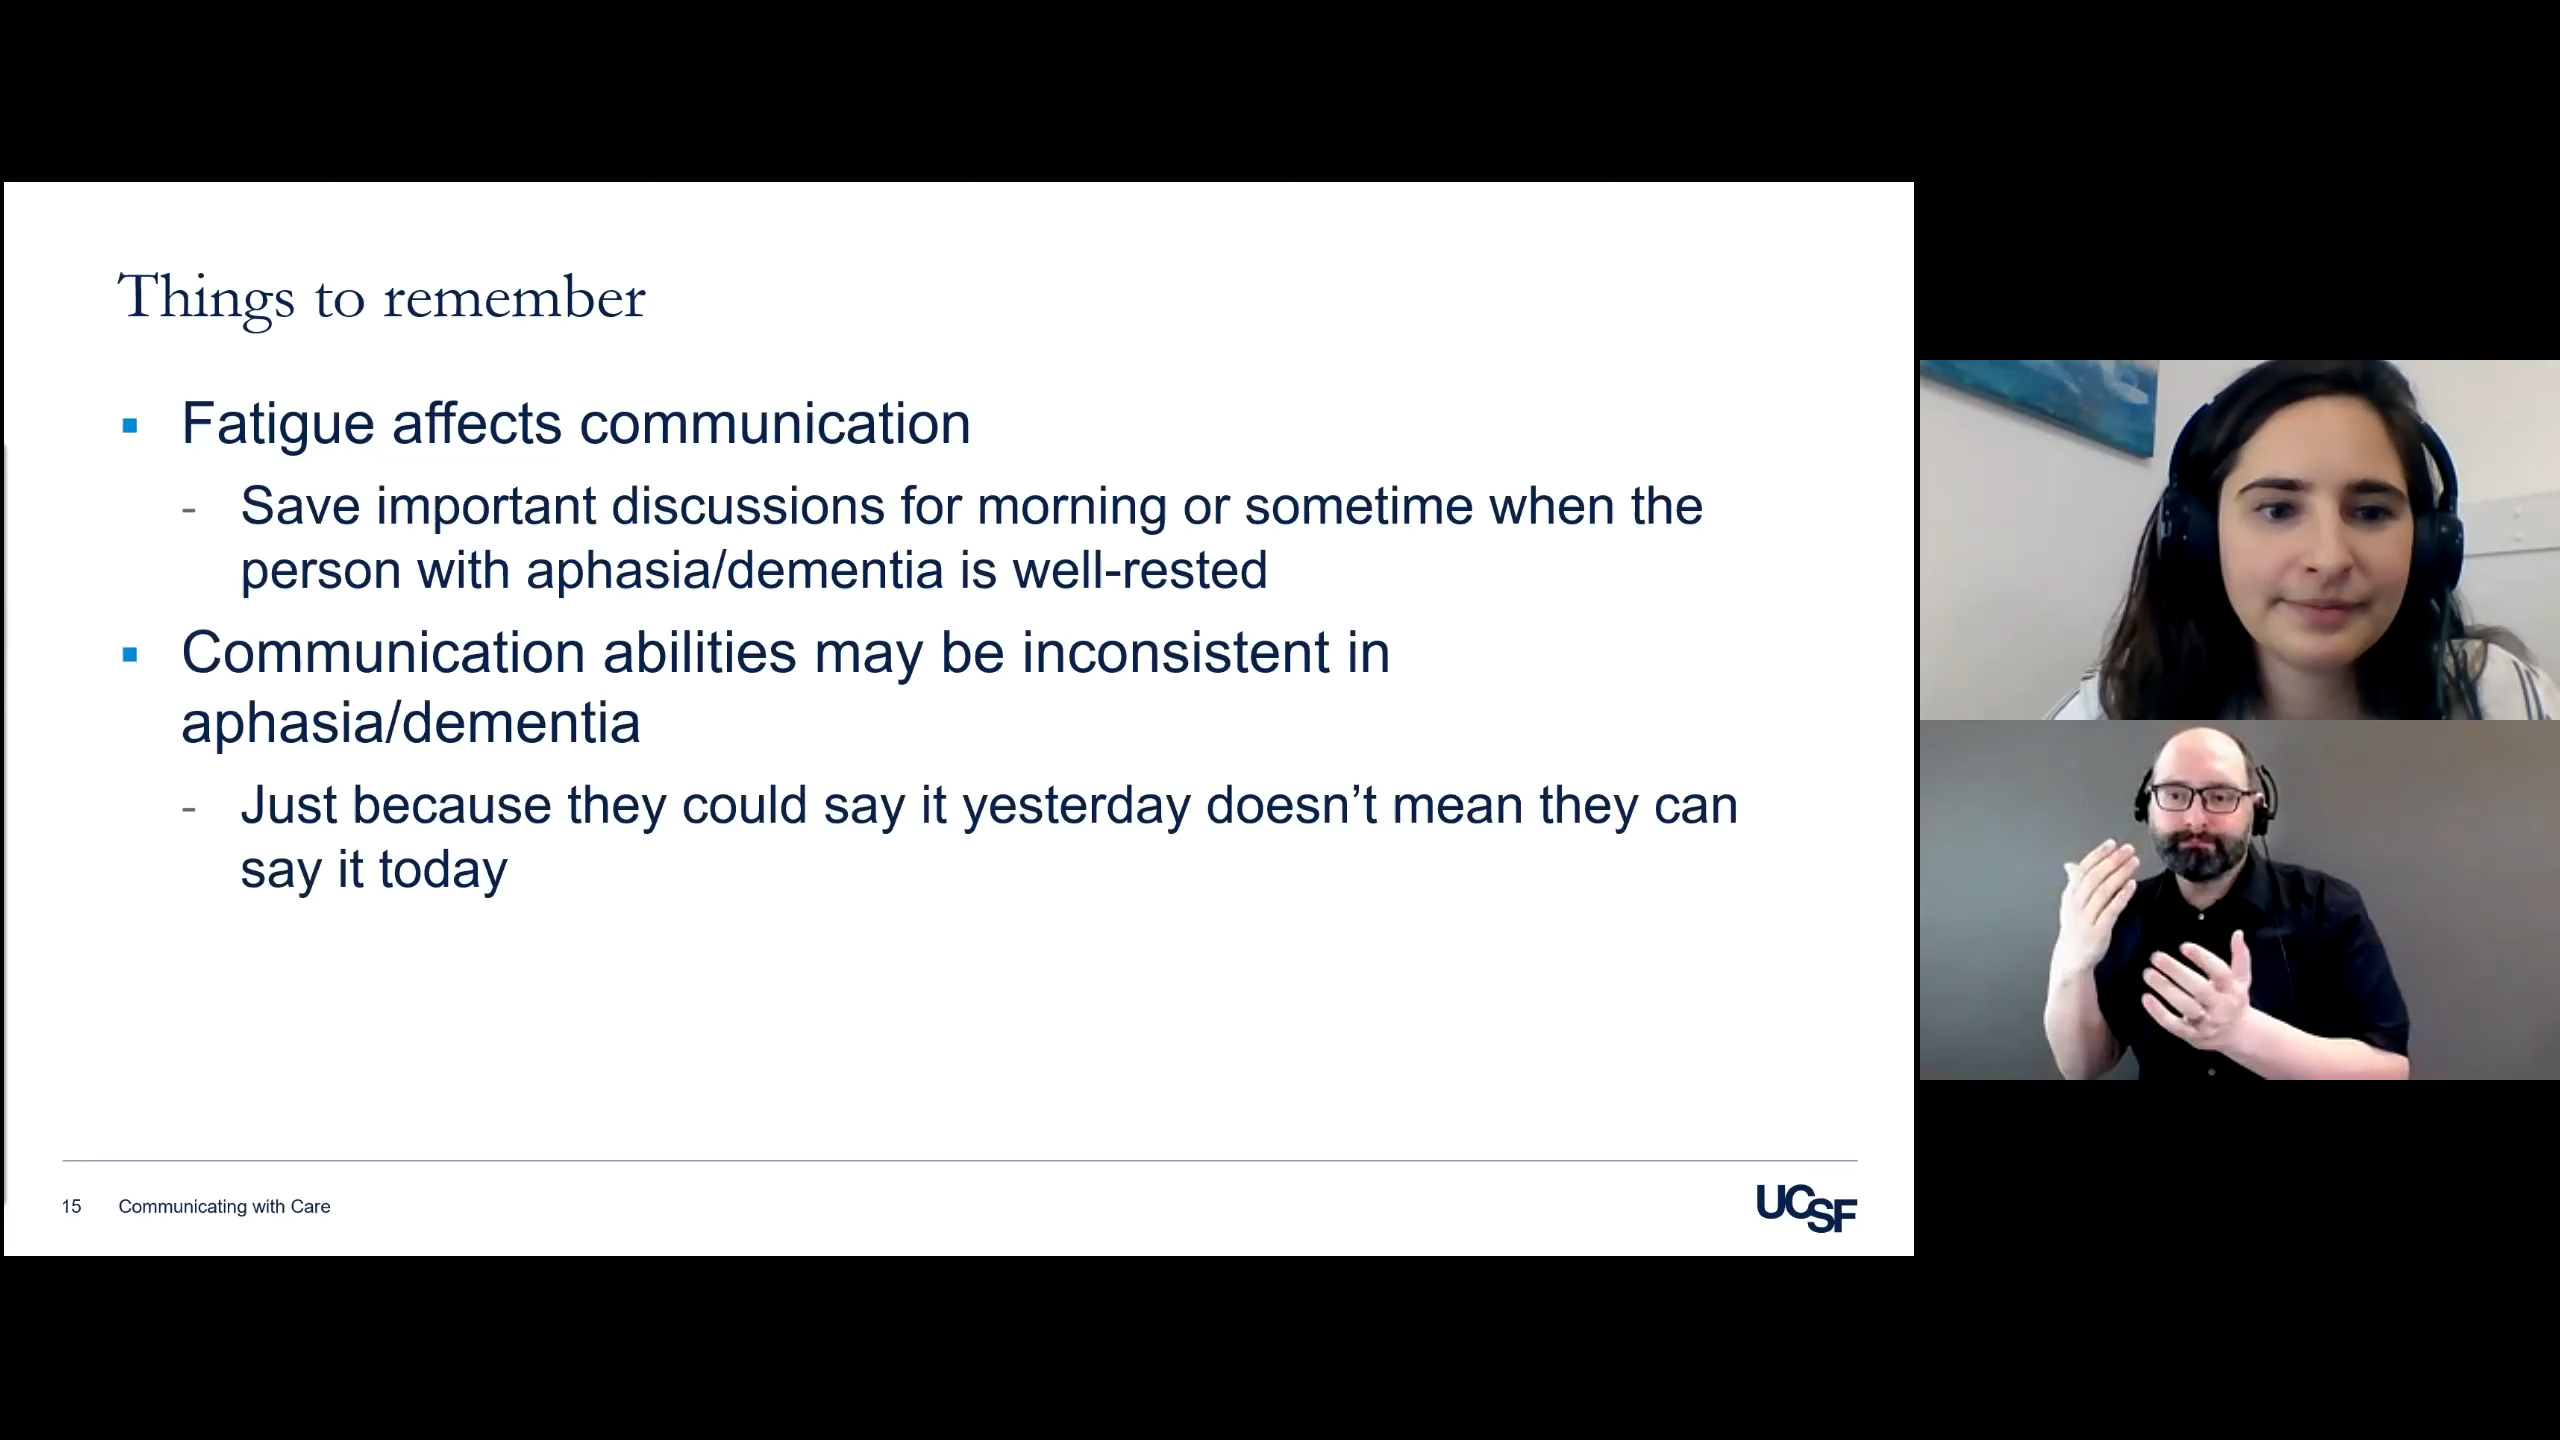 Things to remember
▪ Fatigue affects communication
- Save important discussions for morning or sometime when the
person with aphasia/dementia is well-rested
▪ Communication abilities may be inconsistent in
aphasia/dementia
- Just because they could say it yesterday doesn’t mean they can
say it today
15 Communicating with Care
UCSF